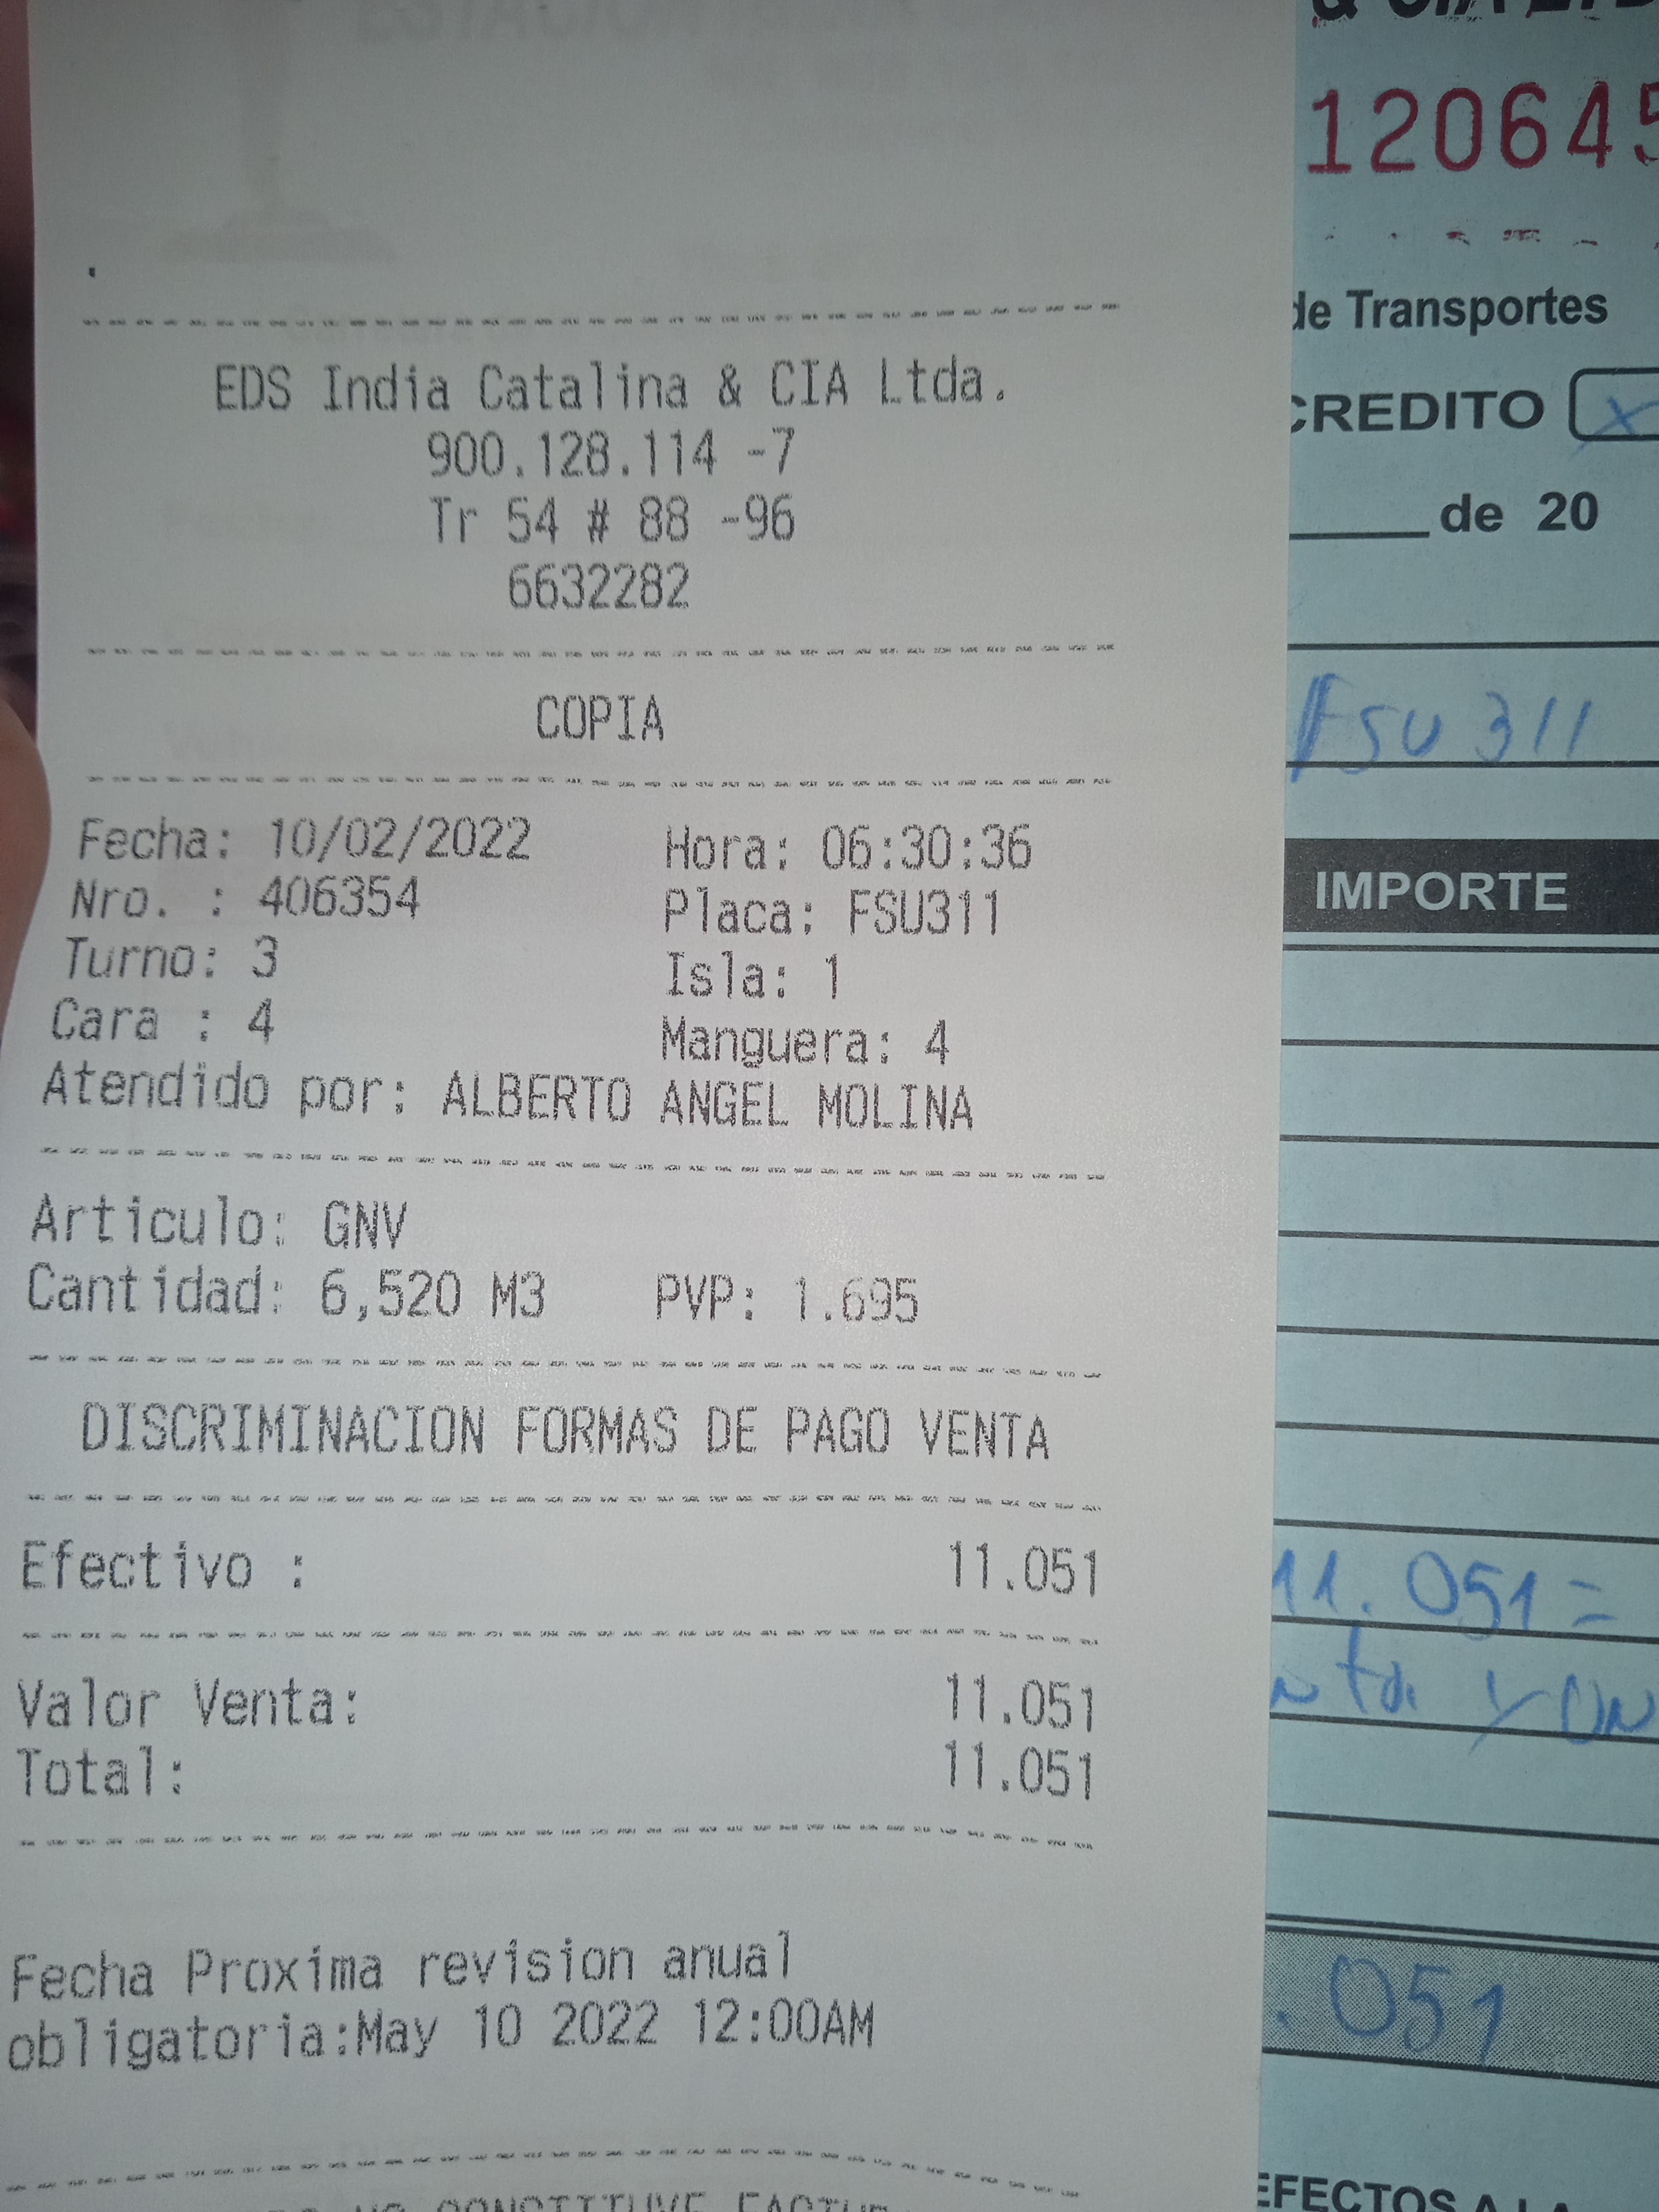 EDS India Catalina & CIA Ltda.
900.128.114 -7
Tr 54 # 88 -96
6632282
COPIA
Fecha: 10/02/2022 Hora: 06:30:36
Nro. : 406354 Placa: FSU311
Turno: 3 Isla: 1
Cara : 4 Manguera: 4
Atendido por: ALBERTO ANGEL MOLINA
Articulo: GNV
Cantidad: 6,520 M3 PVP: 1.695
DISCRIMINACION FORMAS DE PAGO VENTA
Efectivo : 11.051
Valor Venta: 11.051
Total: 11.051
Fecha Proxima revision anual
obligatoria:May 10 2022 12:00AM
NO CONSTITUYE
120645
de Transportes
CREDITO X
de 20
FSU 311
IMPORTE
11.051=
.051
EFECTOS A LA